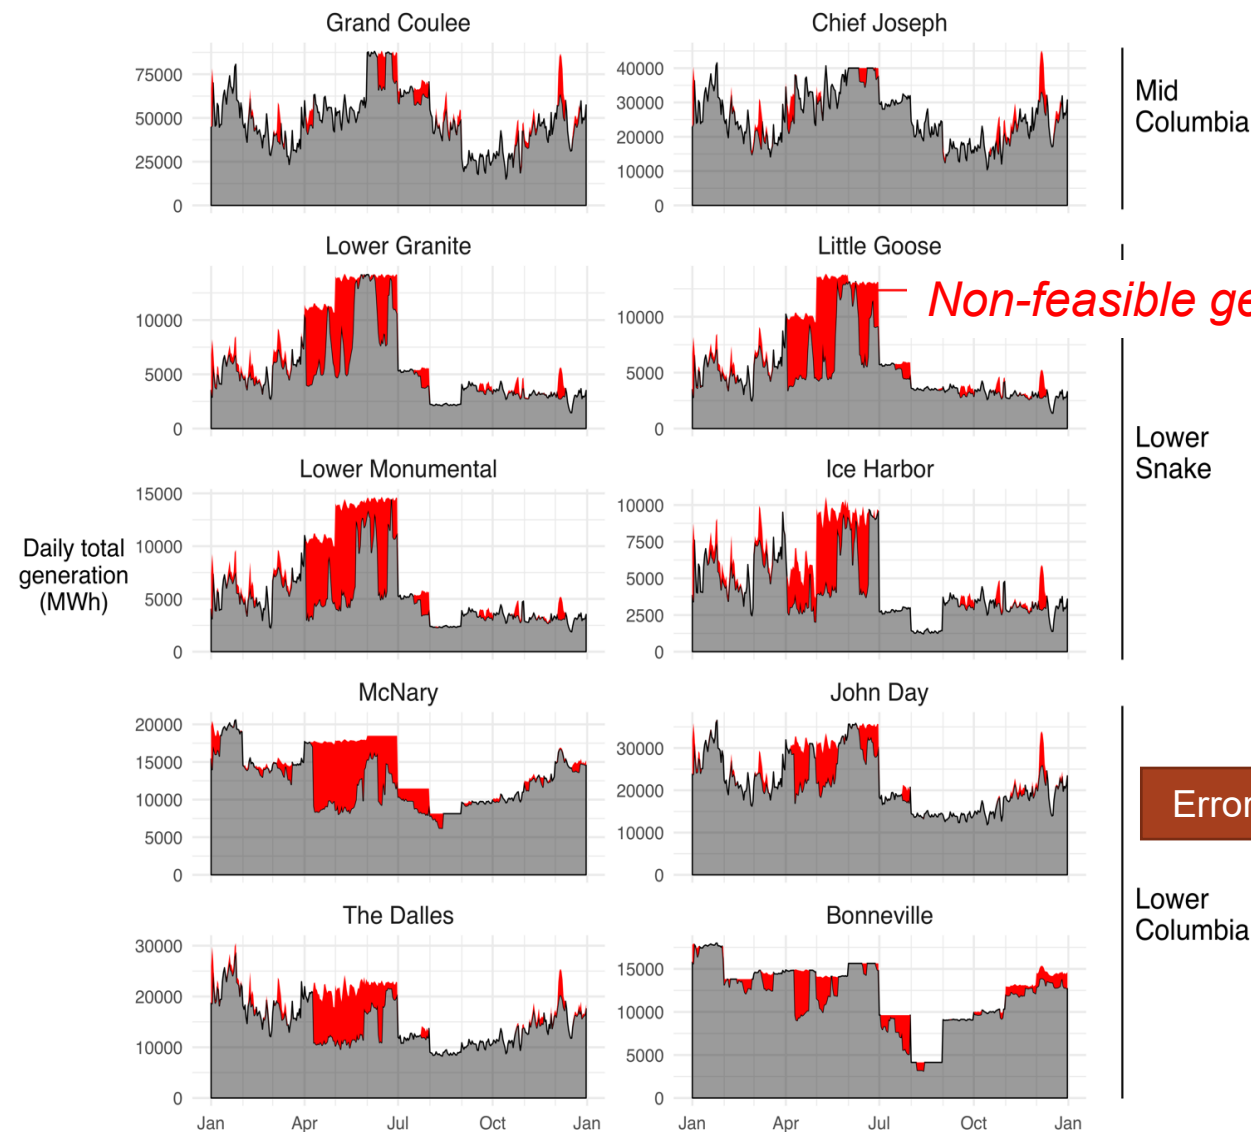 Grand Coulee
Chief Joseph
75000
50000
25000
0
40000
30000
20000
10000
0
Mid
Columbia
Lower Granite
Little Goose
10000
5000
0
10000
5000
0
Non-feasible ge
Lower Monumental
Ice Harbor
15000
10000
5000
0
10000
7500
5000
2500
0
Lower
Snake
Daily total
generation
(MWh)
McNary
John Day
20000
15000
10000
5000
0
30000
20000
10000
0
Error
The Dalles
Bonneville
30000
20000
10000
0
15000
10000
5000
0
Lower
Columbia
Jan Apr Jul Oct Jan
Jan Apr Jul Oct Jan